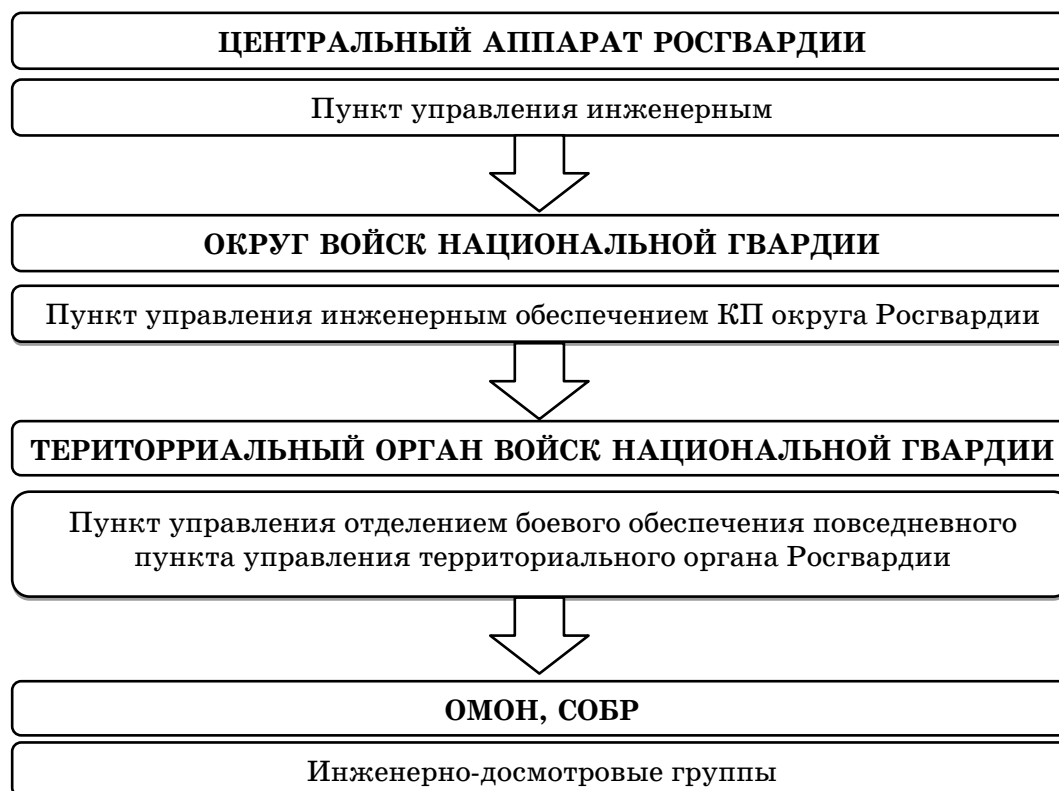 ЦЕНТРАЛЬНЫЙ АППАРАТ РОСГВАРДИИ
Пункт управления инженерным
ОКРУГ ВОЙСК НАЦИОНАЛЬНОЙ ГВАРДИИ
Пункт управления инженерным обеспечением КП округа Росгвардии
ТЕРИТОРРИАЛЬНЫЙ ОРГАН ВОЙСК НАЦИОНАЛЬНОЙ ГВАРДИИ
Пункт управления отделением боевого обеспечения повседневного
пункта управления территориального органа Росгвардии
ОМОН, СОБР
Инженерно-досмотровые группы